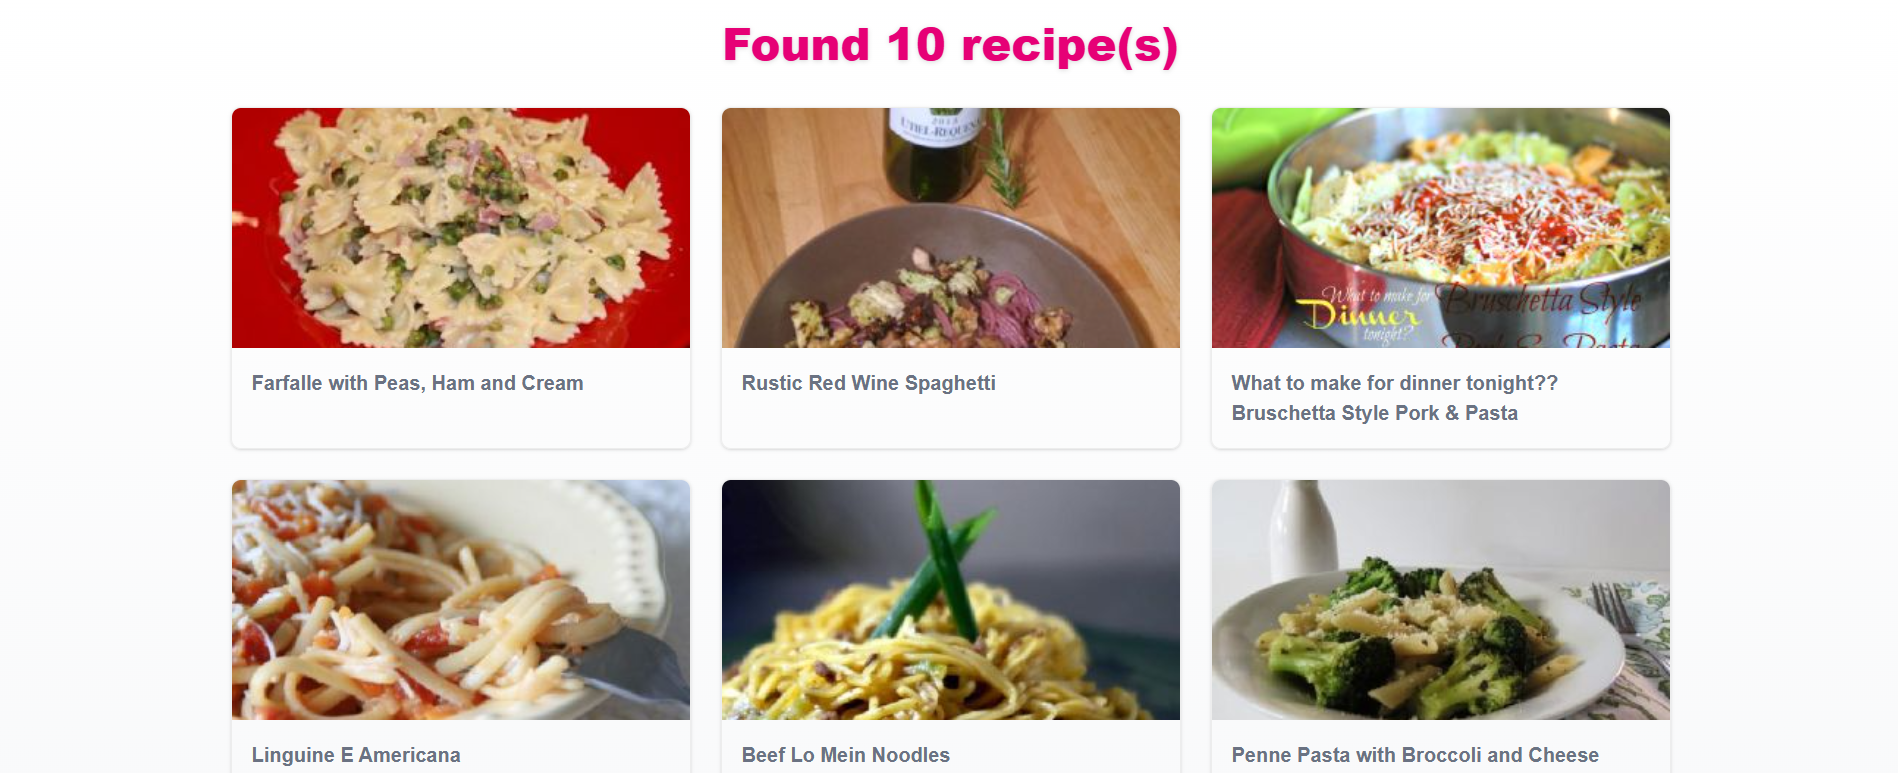 Found 10 recipe(s)
2013
UTIEL-REQUENA
What to make for
Dinner
tonight?
Bruschetta Style
Pork & Pasta
Farfalle with Peas, Ham and Cream
Rustic Red Wine Spaghetti
What to make for dinner tonight??
Bruschetta Style Pork & Pasta
Linguine E Americana
Beef Lo Mein Noodles
Penne Pasta with Broccoli and Cheese